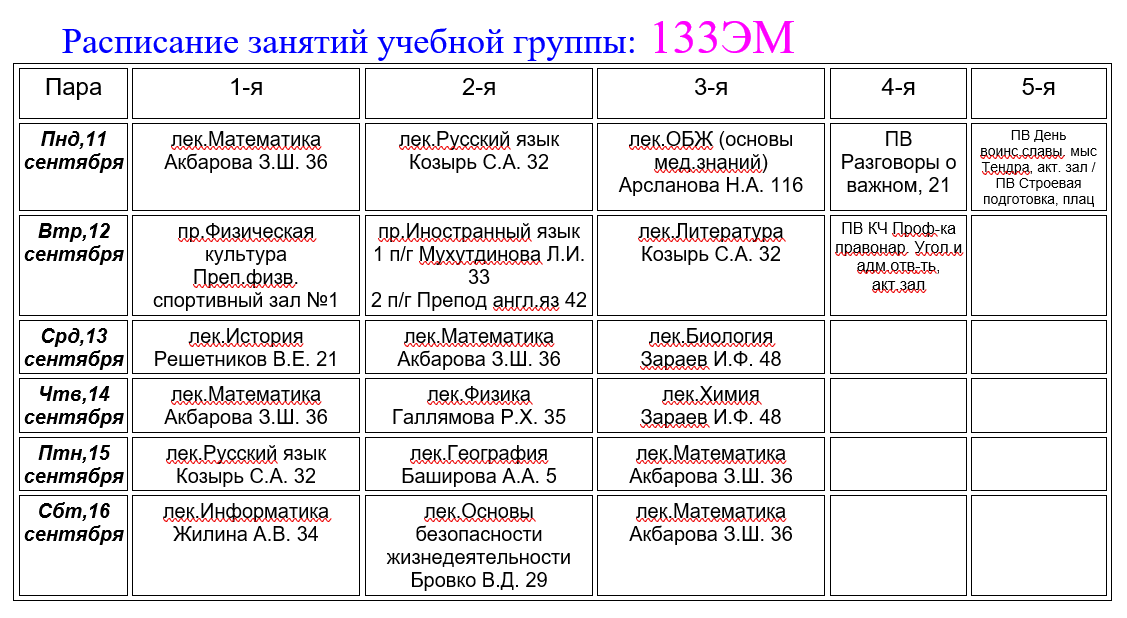 Расписание занятий учебной группы: 133ЭМ
Пара
1-я
2-я
3-я
4-я
5-я
Пнд,11
сентября
лек.Математика
Акбарова З.Ш. 36
лек.Русский язык
Козырь С.А. 32
лек.ОБЖ (основы
мед.знаний)
Арсланова Н.А. 116
ПВ
Разговоры о
важном, 21
ПВ День
воинс.славы. мыс
Тендра, акт. зал /
ПВ Строевая
подготовка, плац
Втр,12
сентября
пр.Физическая
культура
Преп.физв.
спортивный зал №1
пр.Иностранный язык
1 п/г Мухутдинова Л.И.
33
2 п/г Препод англ.яз 42
лек.Литература
Козырь С.А. 32
ПВ КЧ Проф-ка
правонар. Угол.и
адм.отв-ть,
акт.зал
Срд,13
сентября
лек.История
Решетников В.Е. 21
лек.Математика
Акбарова З.Ш. 36
лек.Биология
Зараев И.Ф. 48
Чтв,14
сентября
лек.Математика
Акбарова З.Ш. 36
лек.Физика
Галлямова Р.Х. 35
лек.Химия
Зараев И.Ф. 48
Птн,15
сентября
лек.Русский язык
Козырь С.А. 32
лек.География
Баширова А.А. 5
лек.Математика
Акбарова З.Ш. 36
Сбт,16
сентября
лек.Информатика
Жилина А.В. 34
лек.Основы
безопасности
жизнедеятельности
Бровко В.Д. 29
лек.Математика
Акбарова З.Ш. 36